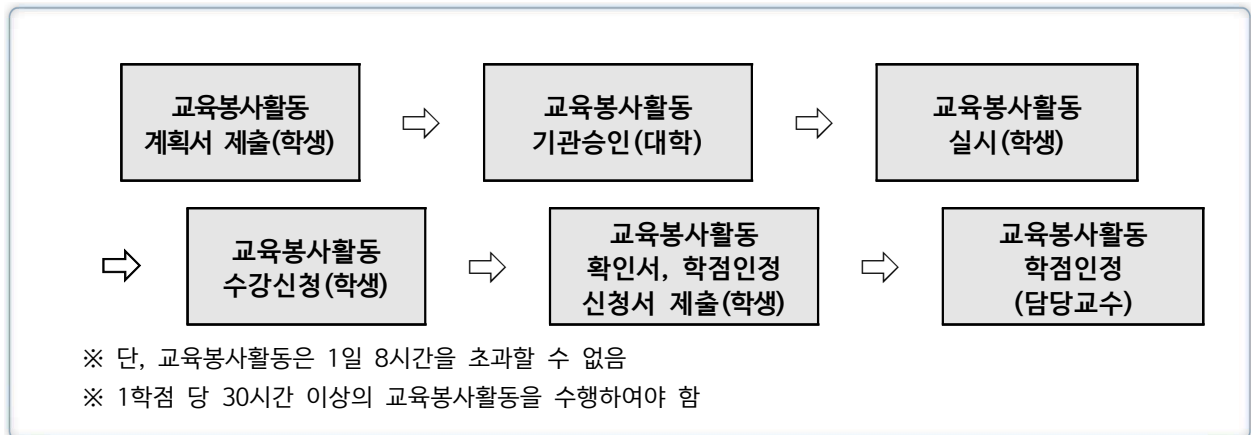 교육봉사활동
계획서 제출(학생)
⇨
교육봉사활동
기관승인(대학)
⇨
교육봉사활동
실시(학생)
⇨
교육봉사활동
수강신청(학생)
⇨
교육봉사활동
확인서, 학점인정
신청서 제출(학생)
⇨
교육봉사활동
학점인정
(담당교수)
※ 단, 교육봉사활동은 1일 8시간을 초과할 수 없음
※ 1학점 당 30시간 이상의 교육봉사활동을 수행하여야 함